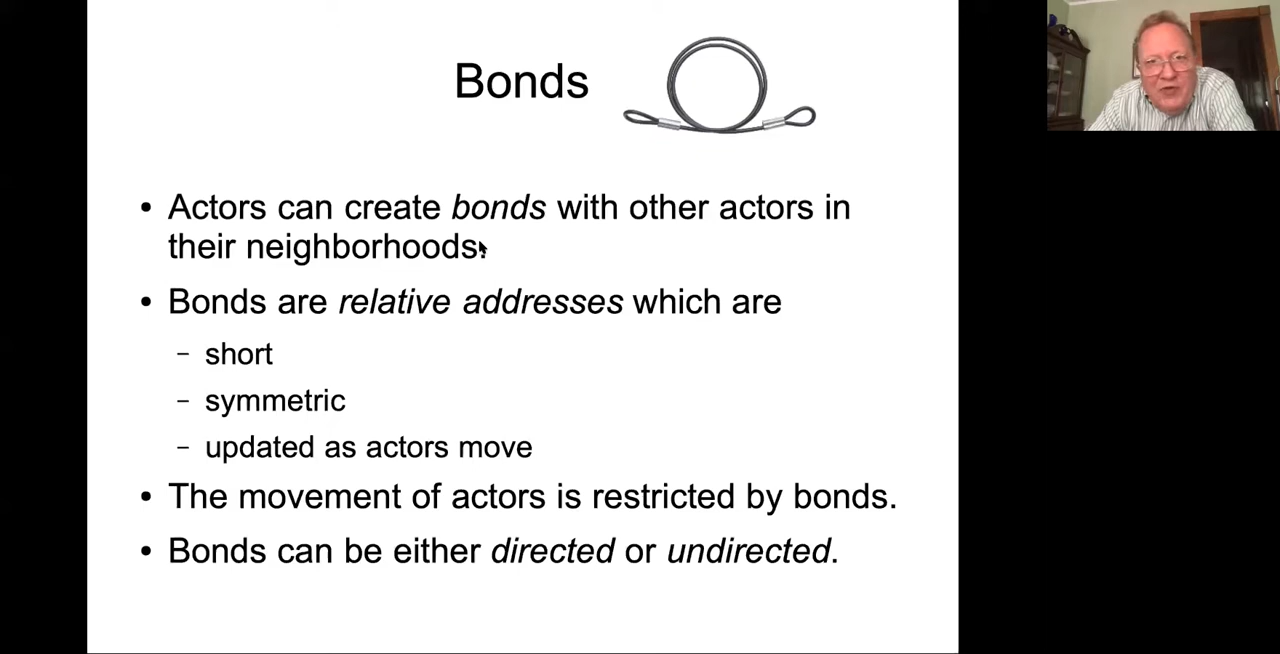 Bonds
• Actors can create bonds with other actors in
their neighborhoods.
• Bonds are relative addresses which are
– short
– symmetric
– updated as actors move
• The movement of actors is restricted by bonds.
• Bonds can be either directed or undirected.